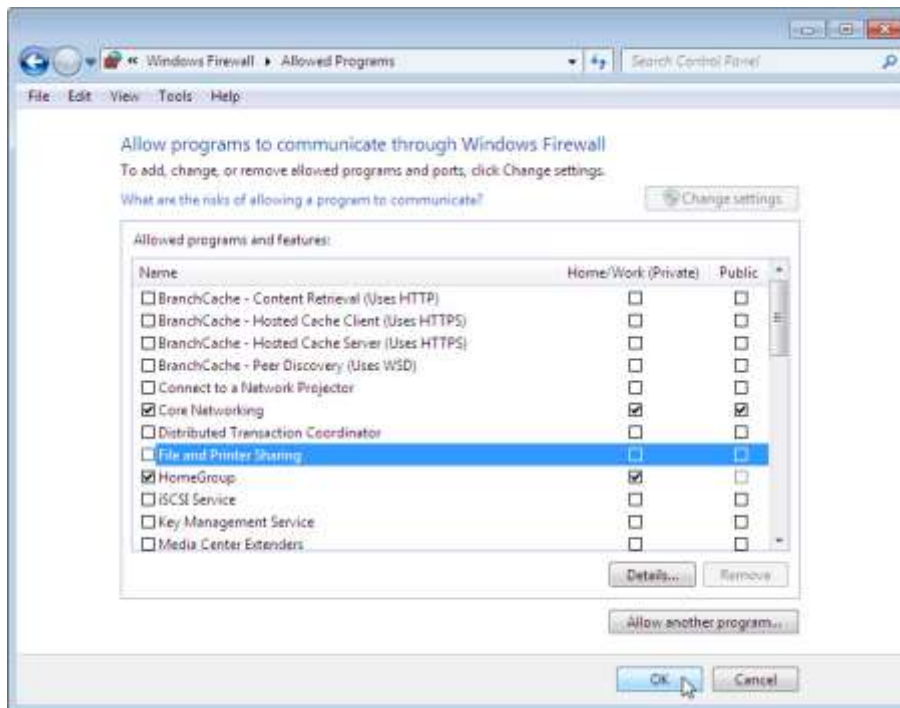 « Windows Firewall ▸ Allowed Programs Search Control Panel
File Edit View Tools Help
Allow programs to communicate through Windows Firewall
To add, change, or remove allowed programs and ports, click Change settings.
What are the risks of allowing a program to communicate? Change settings
Allowed programs and features:
Name Home/Work (Private) Public
BranchCache - Content Retrieval (Uses HTTP)
BranchCache - Hosted Cache Client (Uses HTTPS)
BranchCache - Hosted Cache Server (Uses HTTPS)
BranchCache - Peer Discovery (Uses WSD)
Connect to a Network Projector
Core Networking
Distributed Transaction Coordinator
File and Printer Sharing
HomeGroup
iSCSI Service
Key Management Service
Media Center Extenders
Details... Remove
Allow another program...
OK Cancel